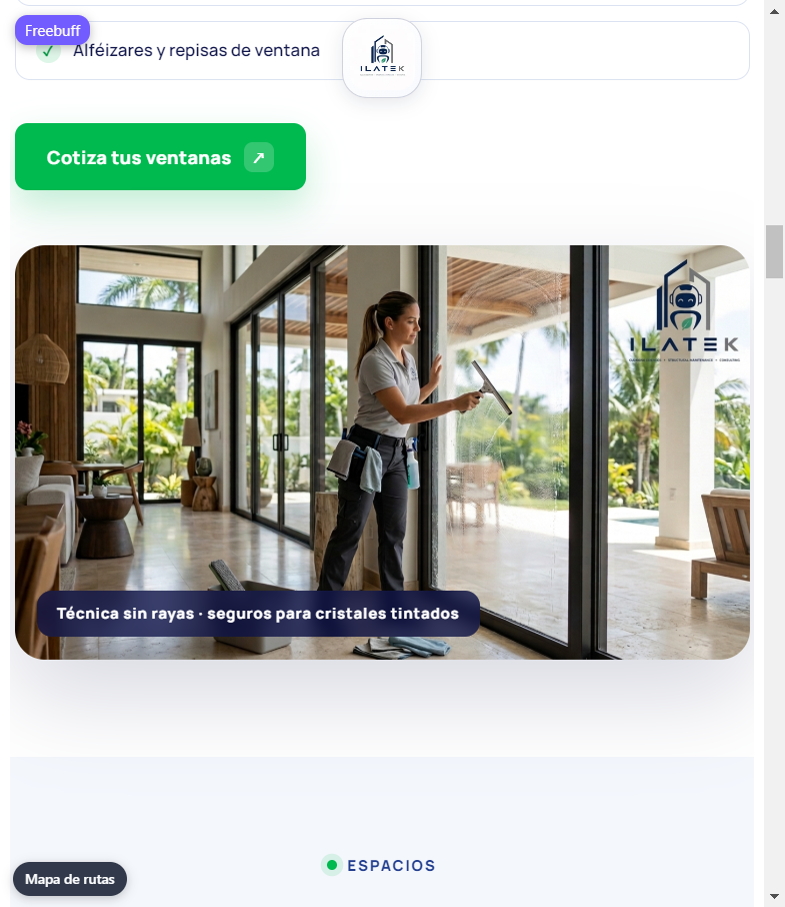 Freebuff
Alféizares y repisas de ventana
ILATEK
Cotiza tus ventanas
ILATEK
Técnica sin rayas · seguros para cristales tintados
ESPACIOS
Mapa de rutas